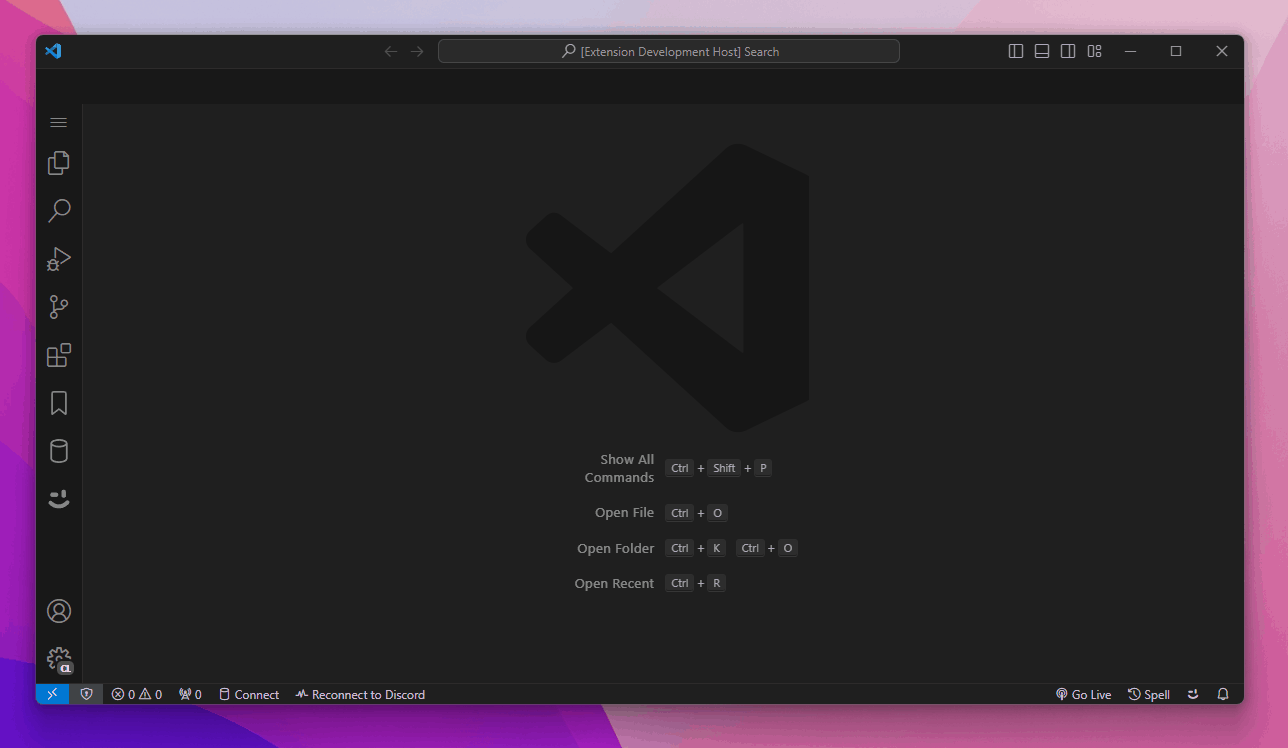 [Extension Development Host] Search
Show All
Commands
Ctrl + Shift + P
Open File Ctrl + O
Open Folder Ctrl + K Ctrl + O
Open Recent Ctrl + R
CL
0 0 0 Connect Reconnect to Discord Go Live Spell